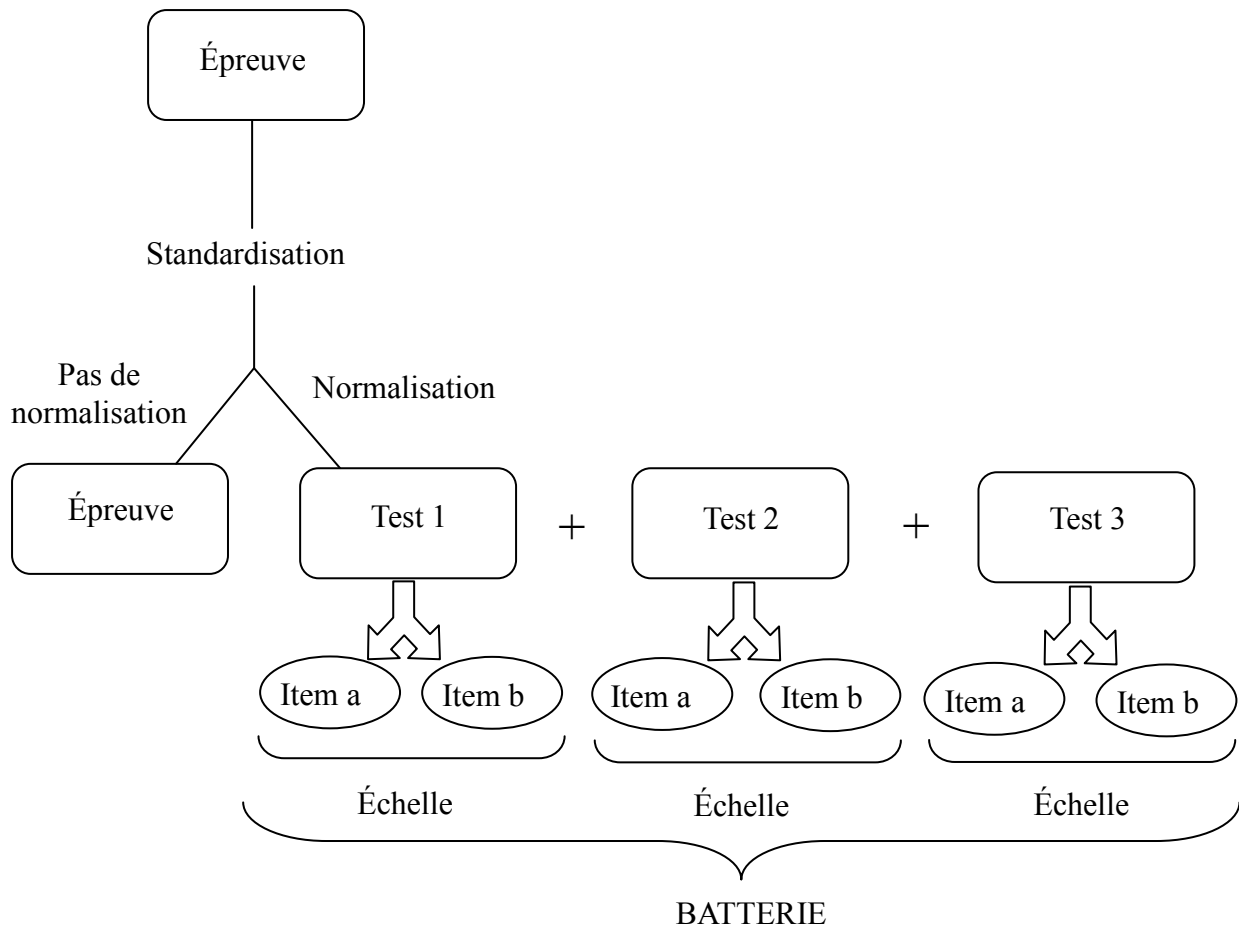 Épreuve
Standardisation
Pas de
normalisation
Normalisation
Épreuve
Test 1
+
Test 2
+
Test 3
Item a
Item b
Item a
Item b
Item a
Item b
Échelle
Échelle
Échelle
BATTERIE